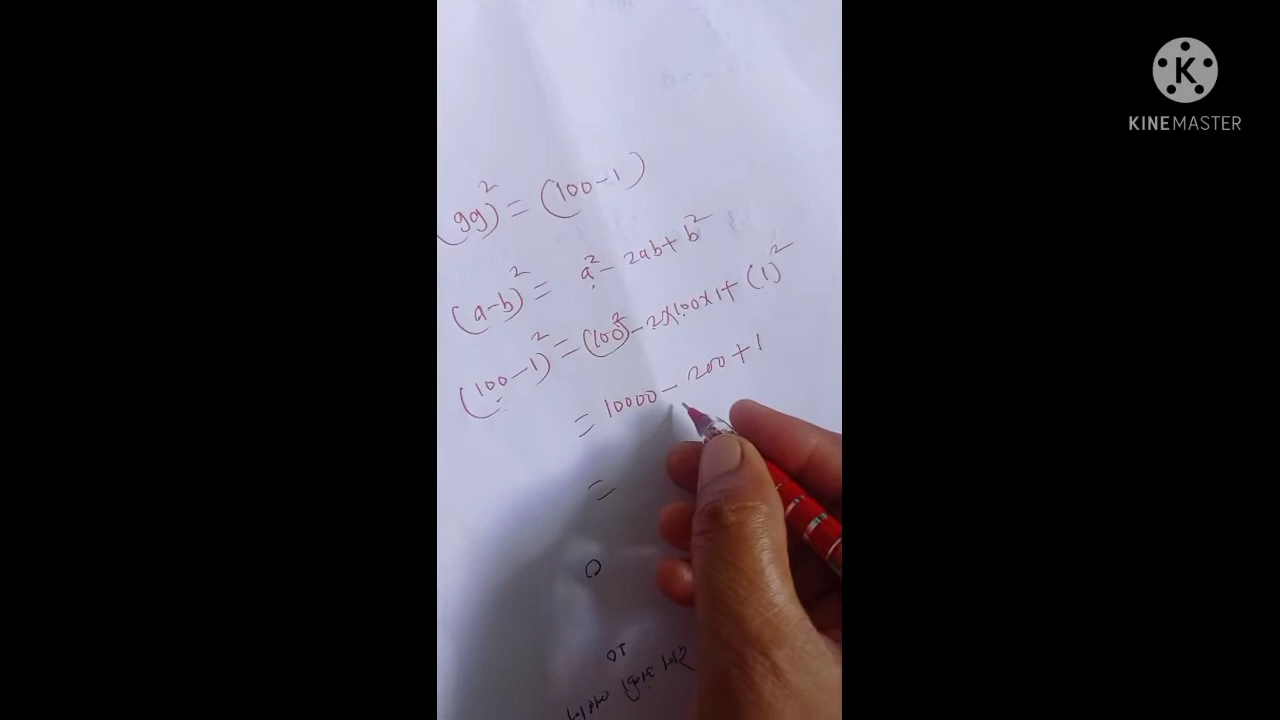 (99)² = (100-1)
(a-b)² = a² - 2ab + b²
(100-1)² = (100)² - 2×100×1 + (1)²
= 10000 - 200 + 1
=
KINEMASTER